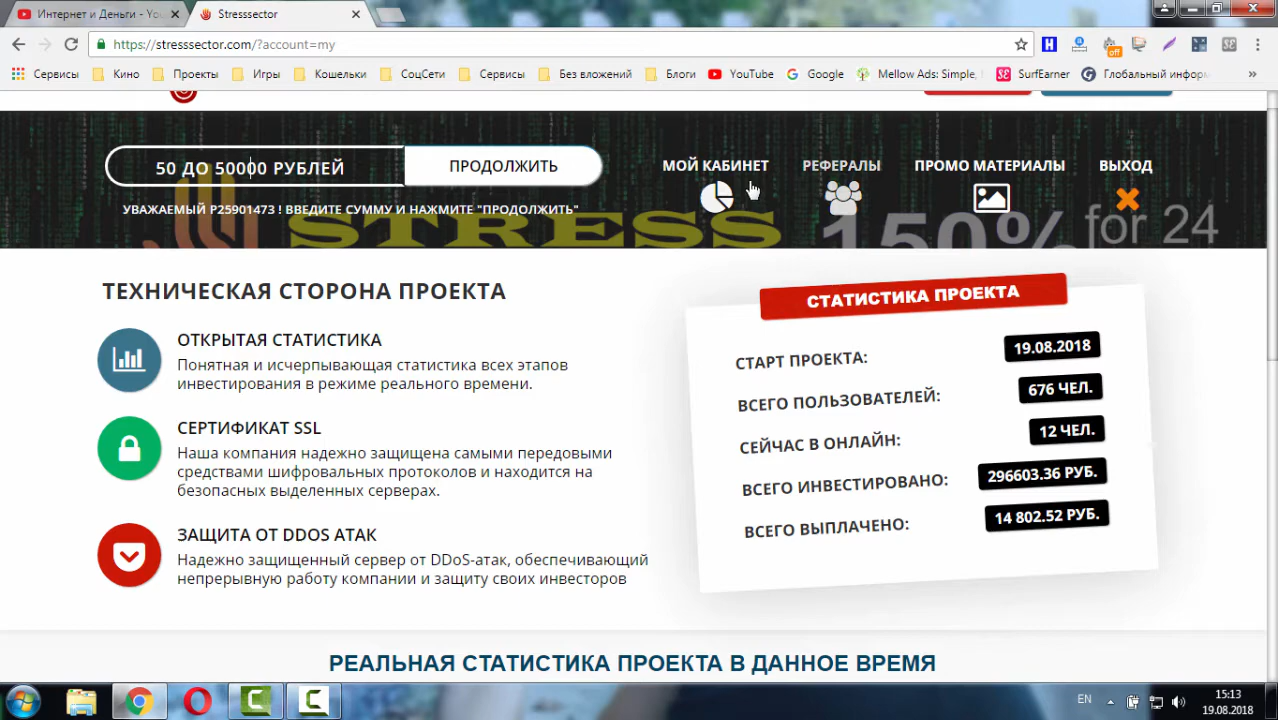 Интернет и Деньги - You
Stresssector
https://stresssector.com/?account=my
Сервисы
Кино
Проекты
Игры
Кошельки
СоцСети
Сервисы
Без вложений
Блоги
YouTube
Google
Mellow Ads: Simple,
SurfEarner
Глобальный информ
50 ДО 50000 РУБЛЕЙ
ПРОДОЛЖИТЬ
МОЙ КАБИНЕТ
РЕФЕРАЛЫ
ПРОМО МАТЕРИАЛЫ
ВЫХОД
УВАЖАЕМЫЙ P25901473 ! ВВЕДИТЕ СУММУ И НАЖМИТЕ "ПРОДОЛЖИТЬ"
STRESS
150% for 24
ТЕХНИЧЕСКАЯ СТОРОНА ПРОЕКТА
ОТКРЫТАЯ СТАТИСТИКА
Понятная и исчерпывающая статистика всех этапов
инвестирования в режиме реального времени.
СЕРТИФИКАТ SSL
Наша компания надежно защищена самыми передовыми
средствами шифровальных протоколов и находится на
безопасных выделенных серверах.
ЗАЩИТА ОТ DDOS АТАК
Надежно защищенный сервер от DDoS-атак, обеспечивающий
непрерывную работу компании и защиту своих инвесторов
СТАТИСТИКА ПРОЕКТА
СТАРТ ПРОЕКТА: 19.08.2018
ВСЕГО ПОЛЬЗОВАТЕЛЕЙ: 676 ЧЕЛ.
СЕЙЧАС В ОНЛАЙН: 12 ЧЕЛ.
ВСЕГО ИНВЕСТИРОВАНО: 296603.36 РУБ.
ВСЕГО ВЫПЛАЧЕНО: 14 802.52 РУБ.
РЕАЛЬНАЯ СТАТИСТИКА ПРОЕКТА В ДАННОЕ ВРЕМЯ
EN
15:13
19.08.2018